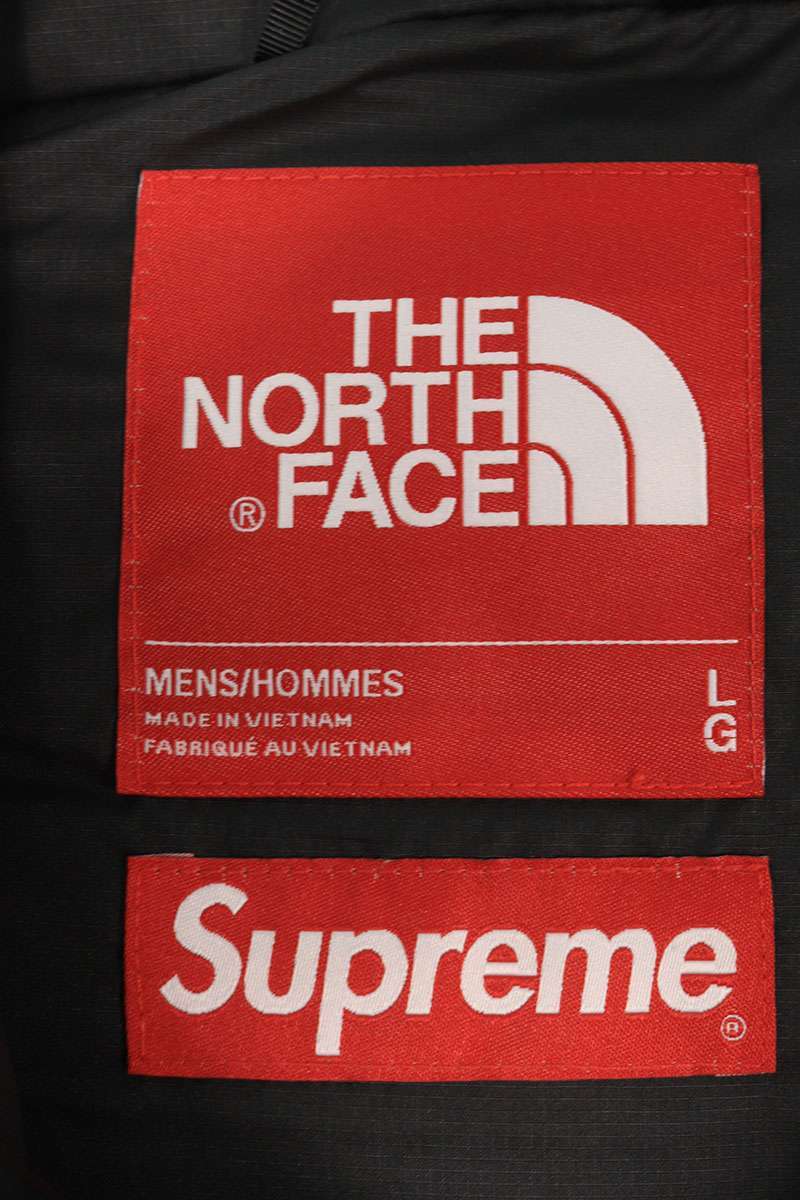 THE
NORTH
®FACE
MENS/HOMMES
MADE IN VIETNAM
FABRIQUÉ AU VIETNAM
L
G
Supreme®